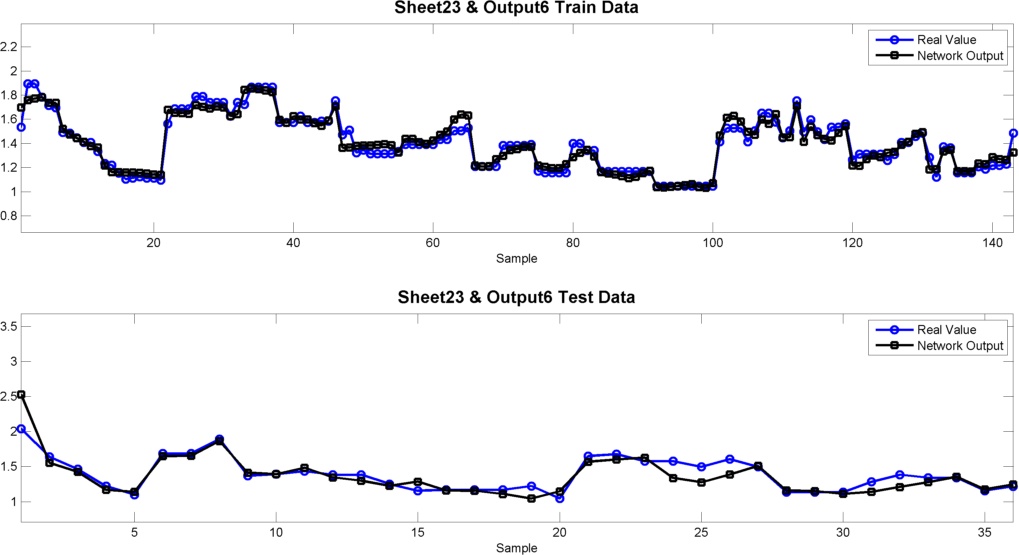 Sheet23 & Output6 Train Data
Real Value
Network Output
2.2
2
1.8
1.6
1.4
1.2
1
0.8
20 40 60 80 100 120 140
Sample
Sheet23 & Output6 Test Data
Real Value
Network Output
3.5
3
2.5
2
1.5
1
5 10 15 20 25 30 35
Sample